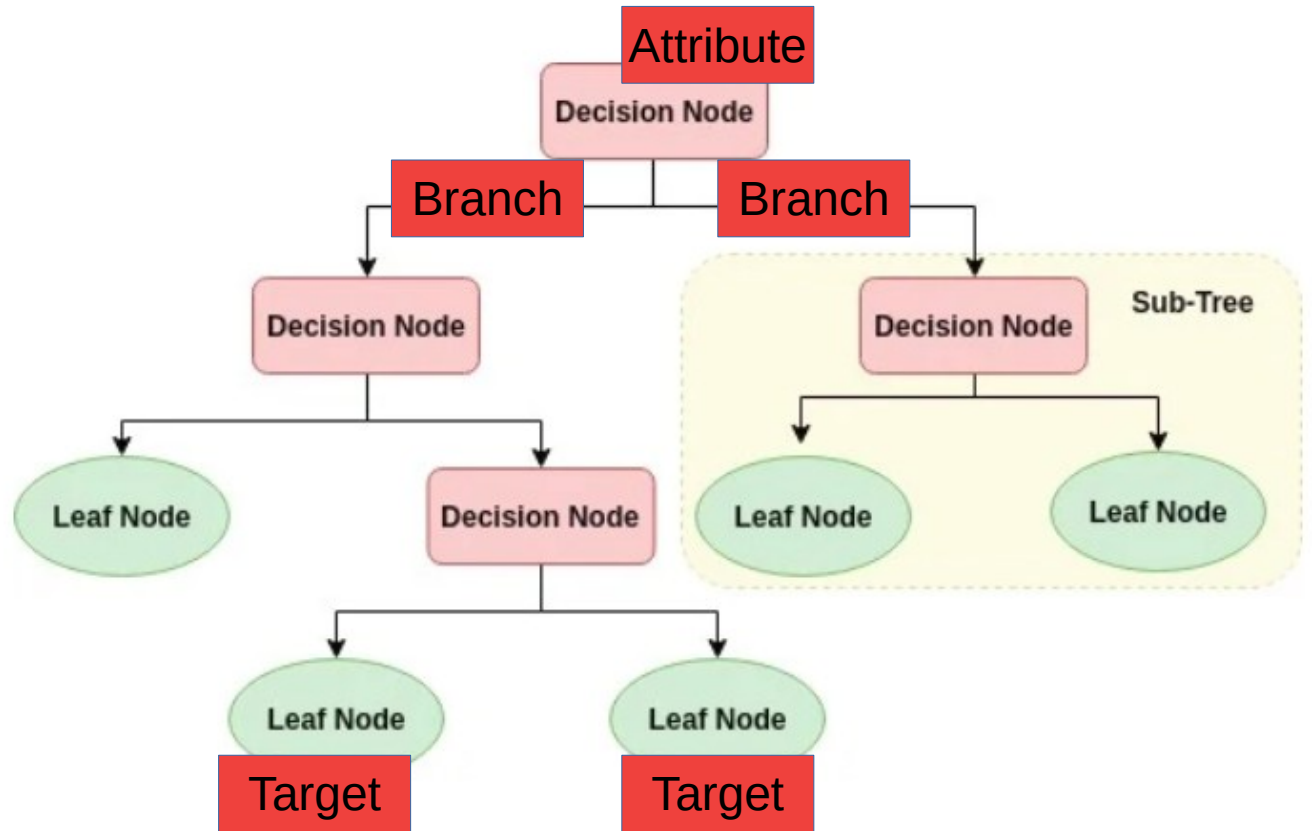 Attribute
Decision Node
Branch
Branch
Decision Node
Decision Node
Sub-Tree
Leaf Node
Decision Node
Leaf Node
Leaf Node
Leaf Node
Leaf Node
Target
Target